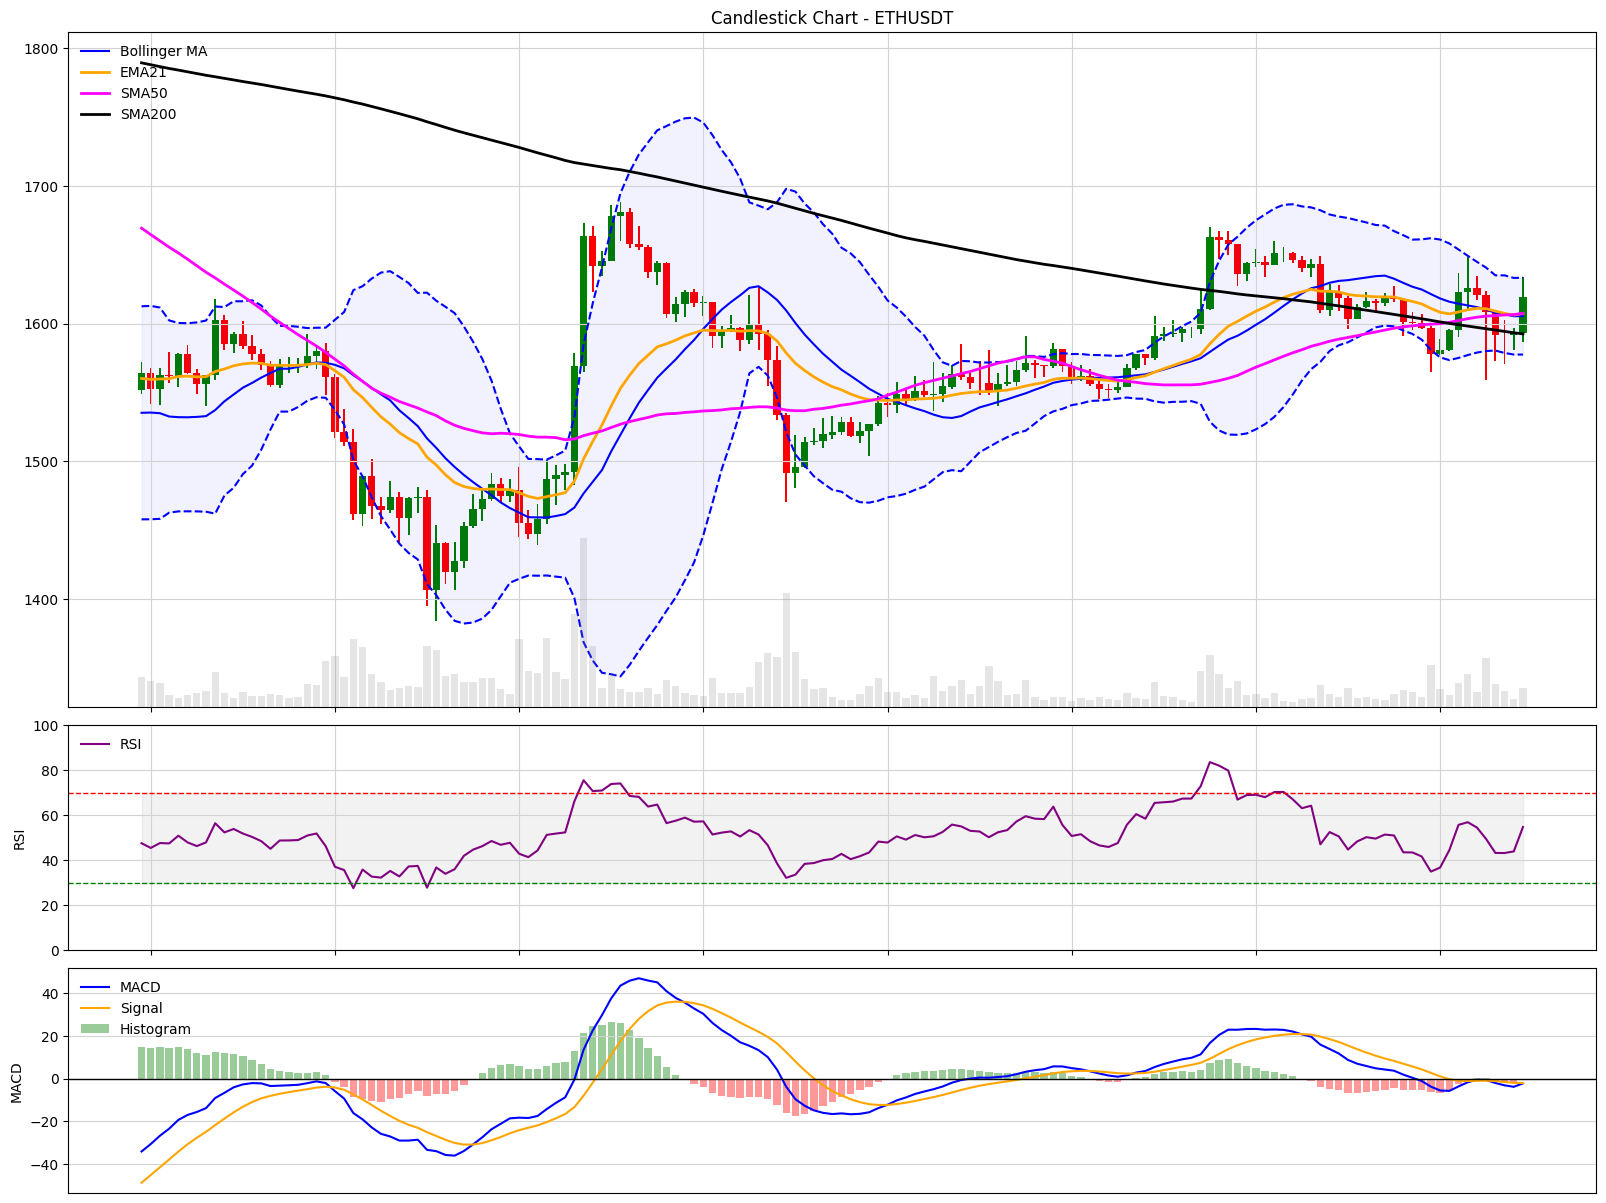 Candlestick Chart - ETHUSDT
Bollinger MA
EMA21
SMA50
SMA200
1800
1700
1600
1500
1400
RSI
RSI
100
80
60
40
20
0
MACD
Signal
Histogram
MACD
40
20
0
−20
−40